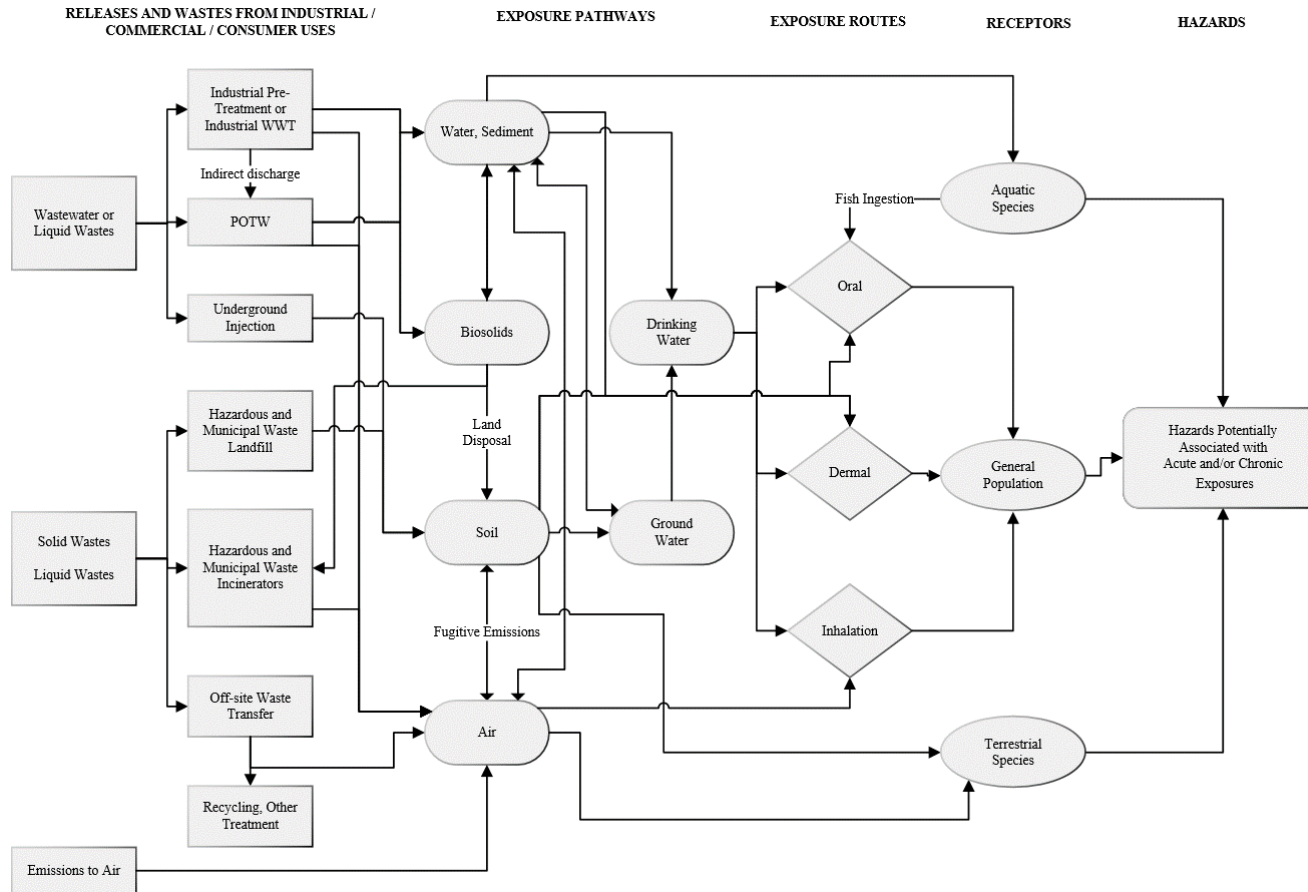 RELEASES AND WASTES FROM INDUSTRIAL /
COMMERCIAL / CONSUMER USES
EXPOSURE PATHWAYS
EXPOSURE ROUTES
RECEPTORS
HAZARDS
Industrial Pre-
Treatment or
Industrial WWT
Indirect discharge
Wastewater or
Liquid Wastes
POTW
Underground
Injection
Hazardous and
Municipal Waste
Landfill
Solid Wastes
Liquid Wastes
Hazardous and
Municipal Waste
Incinerators
Off-site Waste
Transfer
Recycling, Other
Treatment
Emissions to Air
Water, Sediment
Biosolids
Land
Disposal
Soil
Fugitive Emissions
Air
Drinking
Water
Ground
Water
Fish Ingestion
Oral
Dermal
Inhalation
Aquatic
Species
General
Population
Terrestrial
Species
Hazards Potentially
Associated with
Acute and/or Chronic
Exposures